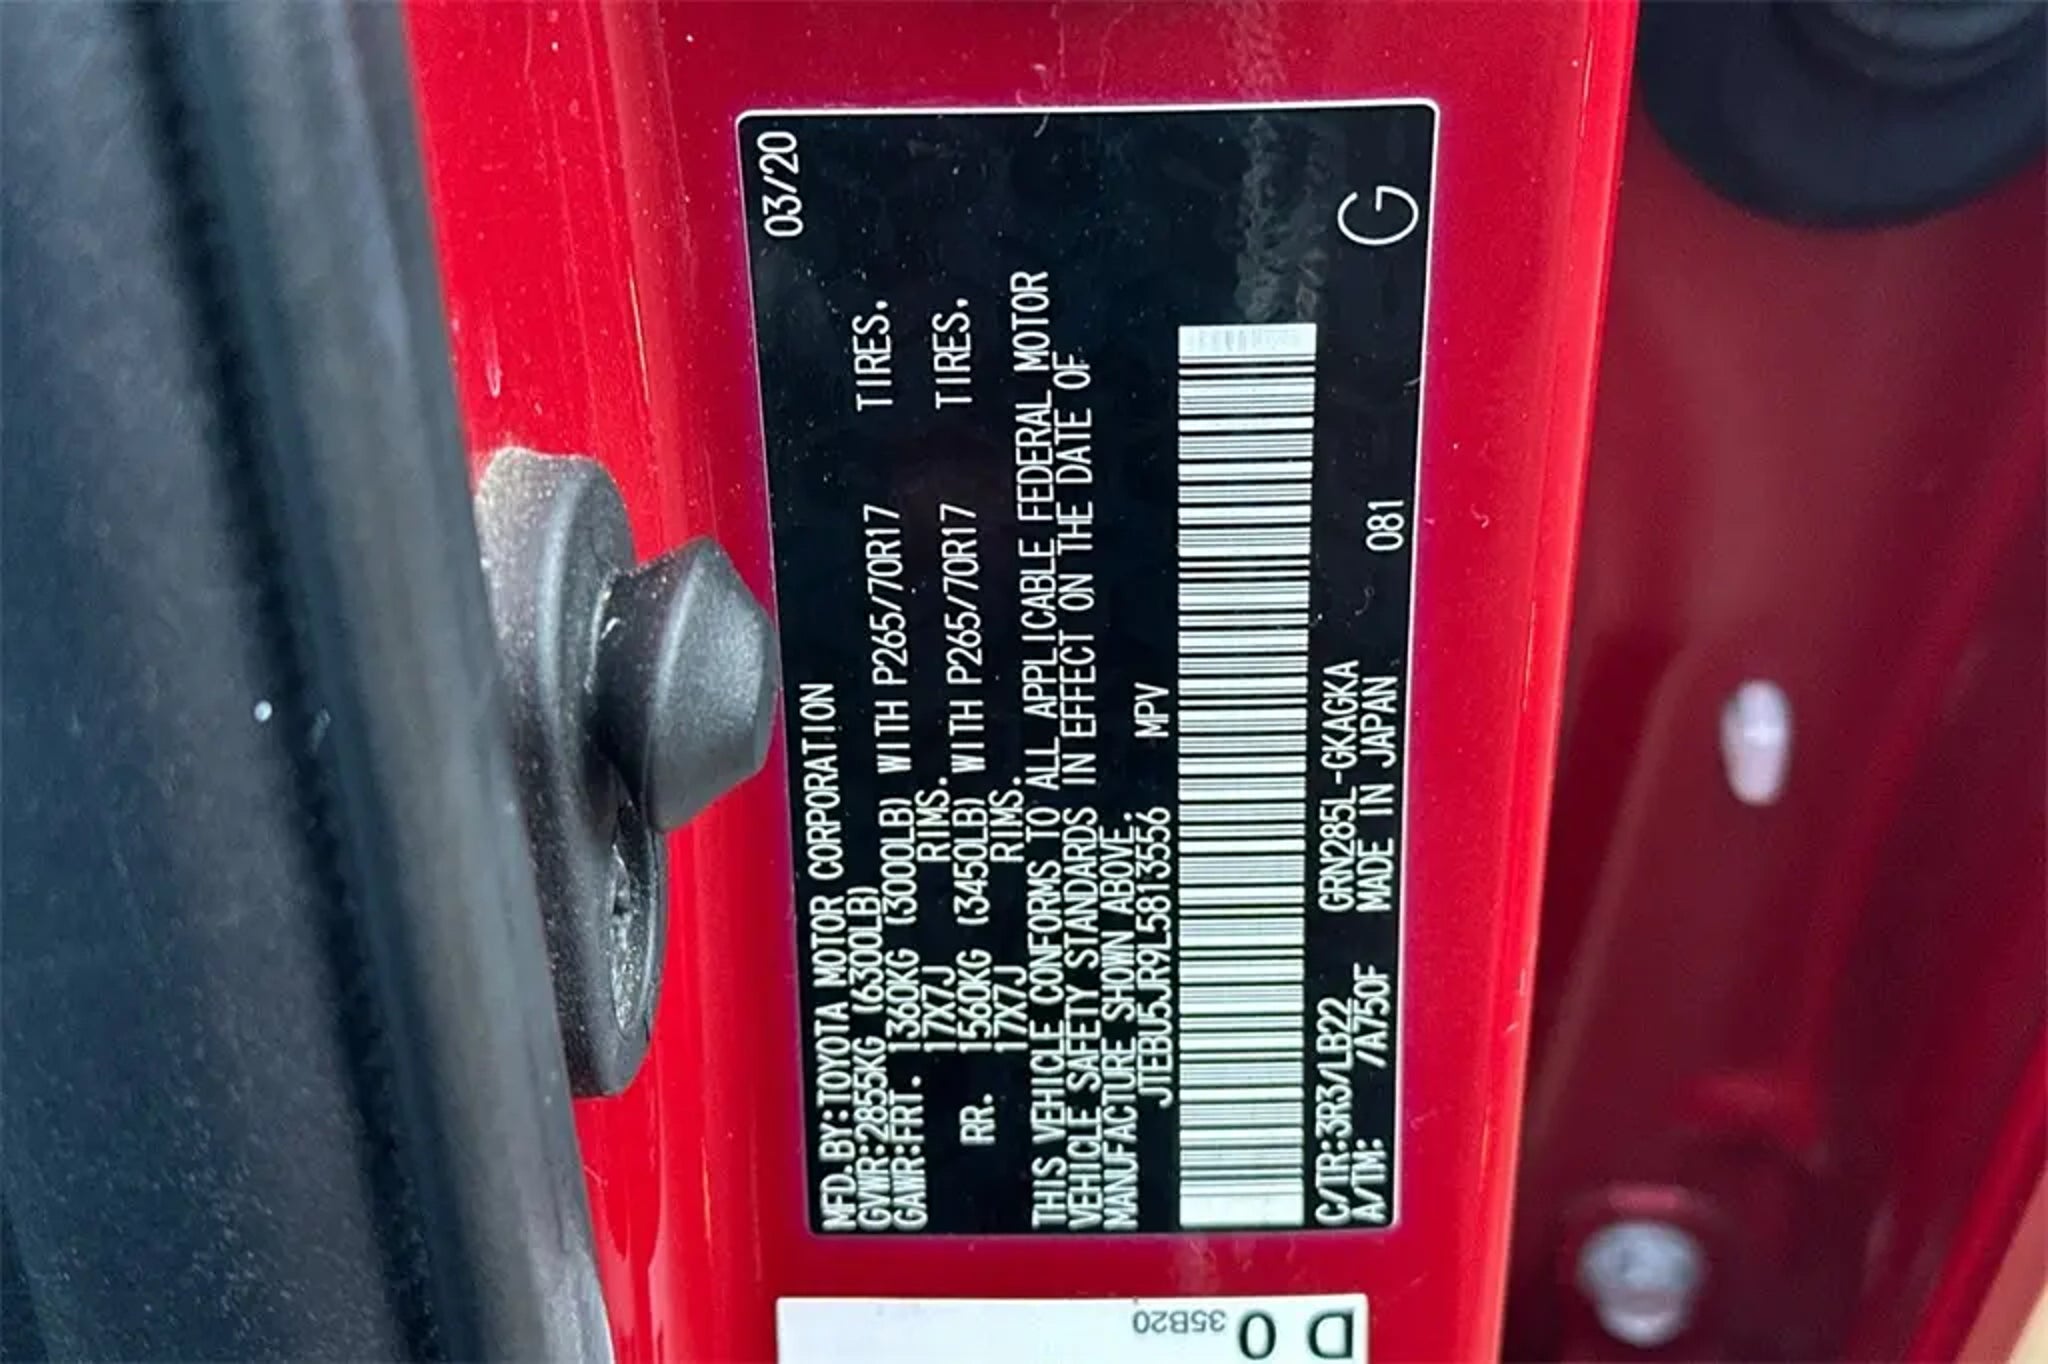 03/20
MFD.BY:TOYOTA MOTOR CORPORATION
GVWR:2855KG (6300LB)
GAWR:FRT. 1360KG (3000LB) WITH P265/70R17 TIRES.
17X7J RIMS.
RR. 1560KG (3450LB) WITH P265/70R17 TIRES.
17X7J RIMS.
THIS VEHICLE CONFORMS TO ALL APPLICABLE FEDERAL MOTOR
VEHICLE SAFETY STANDARDS IN EFFECT ON THE DATE OF
MANUFACTURE SHOWN ABOVE.
JTEBU5JR9L5813556 MPV
C/TR:3R3/LB22 GRN285L-GKAGKA
A/TM: /A750F MADE IN JAPAN 081
G
D 0
35B20